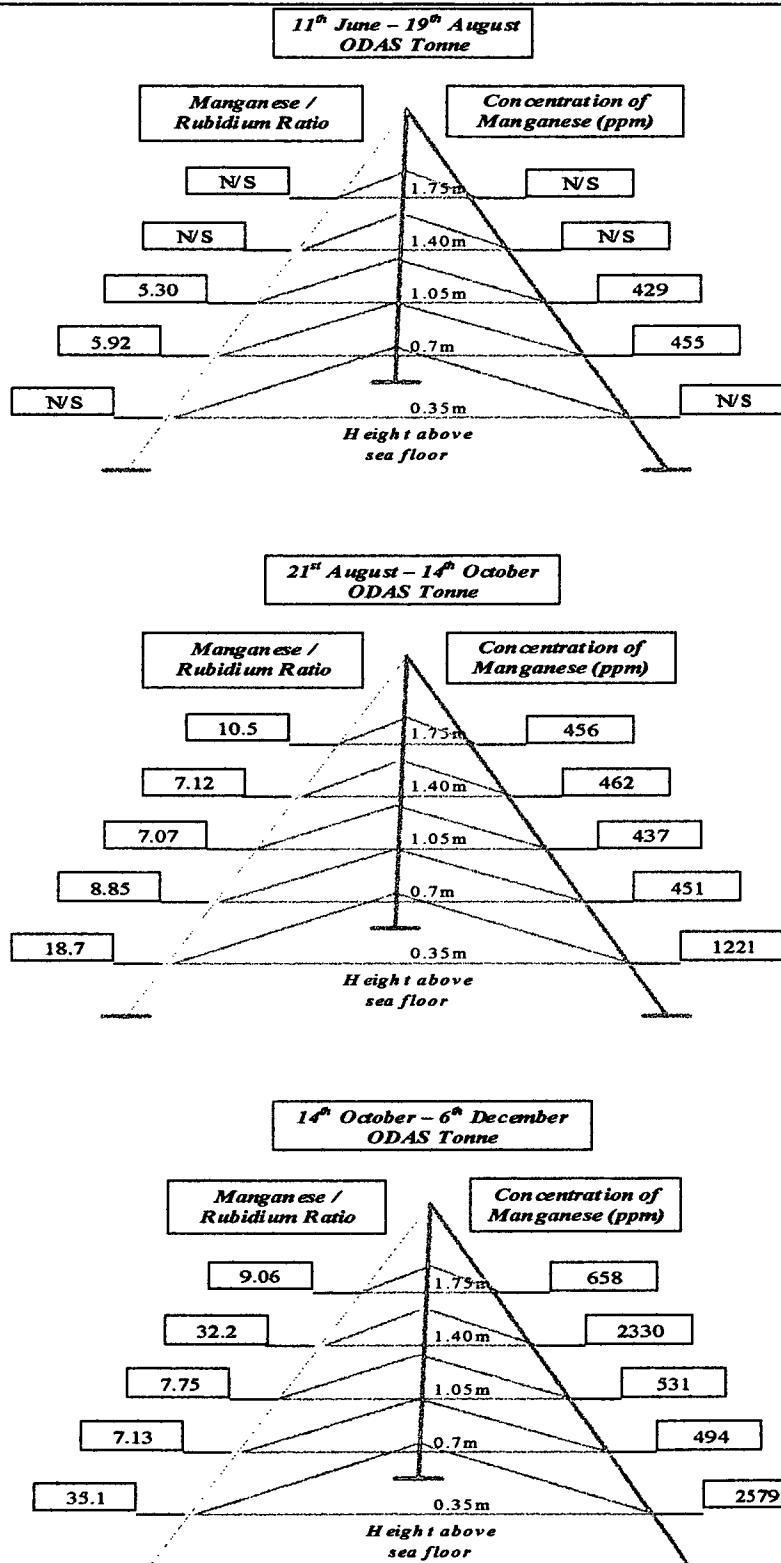 11th June – 19th August
ODAS Tonne
Manganese /
Rubidium Ratio
Concentration of
Manganese (ppm)
N/S
1.75m
N/S
N/S
1.40m
N/S
5.30
1.05m
429
5.92
0.7m
455
N/S
0.35m
N/S
Height above
sea floor
21st August – 14th October
ODAS Tonne
Manganese /
Rubidium Ratio
Concentration of
Manganese (ppm)
10.5
1.75m
456
7.12
1.40m
462
7.07
1.05m
437
8.85
0.7m
451
18.7
0.35m
1221
Height above
sea floor
14th October – 6th December
ODAS Tonne
Manganese /
Rubidium Ratio
Concentration of
Manganese (ppm)
9.06
1.75m
658
32.2
1.40m
2330
7.75
1.05m
531
7.13
0.7m
494
35.1
0.35m
2579
Height above
sea floor